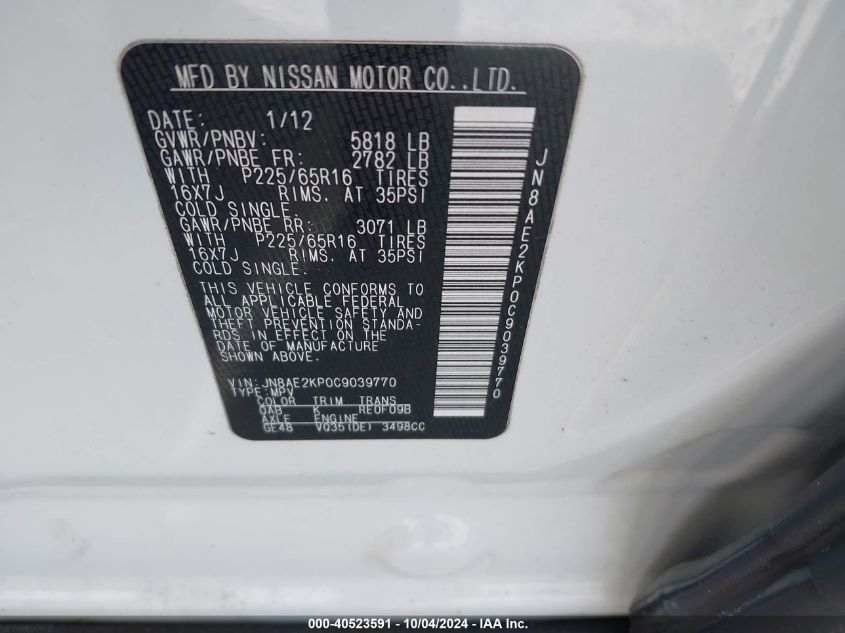 MFD BY NISSAN MOTOR CO.,LTD.
DATE: 1/12
GVWR/PNBV: 5818 LB
GAWR/PNBE FR: 2782 LB
WITH P225/65R16 TIRES
16X7J RIMS. AT 35PSI
COLD SINGLE.
GAWR/PNBE RR: 3071 LB
WITH P225/65R16 TIRES
16X7J RIMS. AT 35PSI
COLD SINGLE.
THIS VEHICLE CONFORMS TO
ALL APPLICABLE FEDERAL
MOTOR VEHICLE SAFETY AND
THEFT PREVENTION STANDA-
RDS IN EFFECT ON THE
DATE OF MANUFACTURE
SHOWN ABOVE.
VIN: JN8AE2KP0C9039770
TYPE: MPV
COLOR TRIM TRANS
QAB K RE0F09B
AXLE ENGINE
GE48 VQ35(DE) 3498CC
JN8AE2KP0C9039770
000-40523591 - 10/04/2024 - IAA Inc.